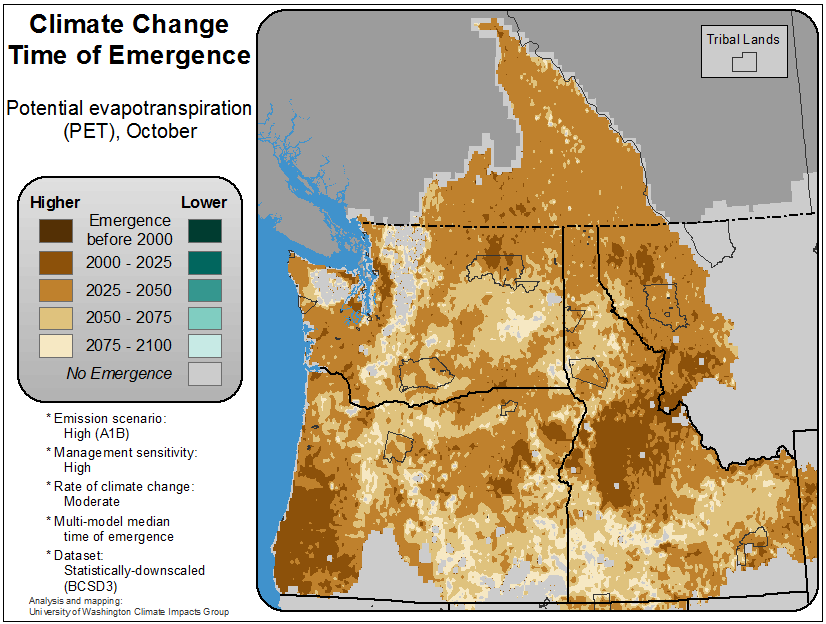 Climate Change
Time of Emergence
Potential evapotranspiration
(PET), October
Tribal Lands
Higher
Lower
Emergence
before 2000
2000 - 2025
2025 - 2050
2050 - 2075
2075 - 2100
No Emergence
* Emission scenario:
High (A1B)
* Management sensitivity:
High
* Rate of climate change:
Moderate
* Multi-model median
time of emergence
* Dataset:
Statistically-downscaled
(BCSD3)
Analysis and mapping:
University of Washington Climate Impacts Group